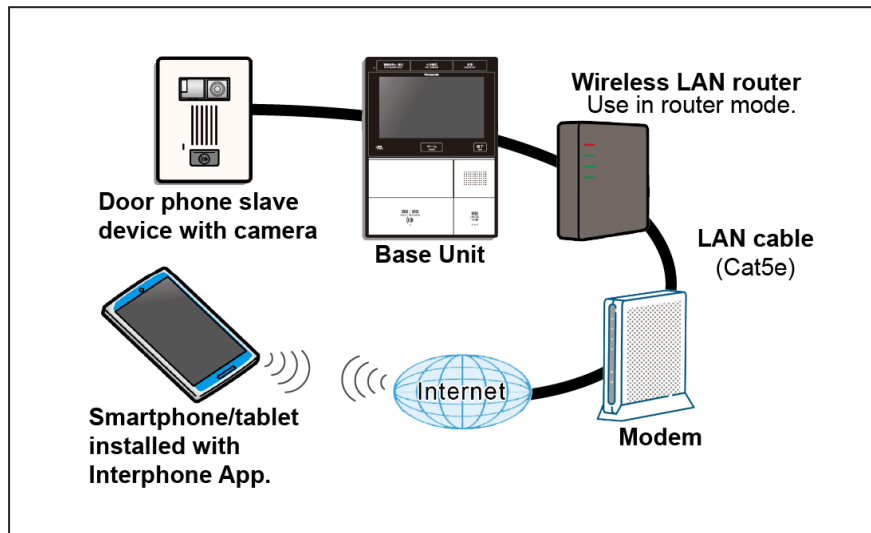 Wireless LAN router
Use in router mode.
Panasonic
Door phone slave
device with camera
Base Unit
LAN cable
(Cat5e)
Internet
Smartphone/tablet
installed with
Interphone App.
Modem